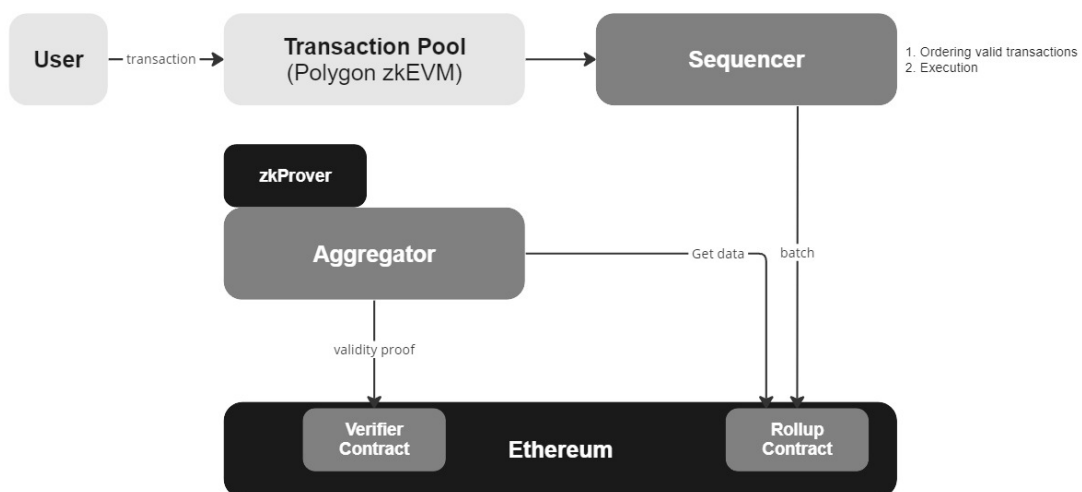 User
transaction
Transaction Pool
(Polygon zkEVM)
Sequencer
1. Ordering valid transactions
2. Execution
zkProver
Aggregator
Get data
batch
validity proof
Verifier
Contract
Ethereum
Rollup
Contract